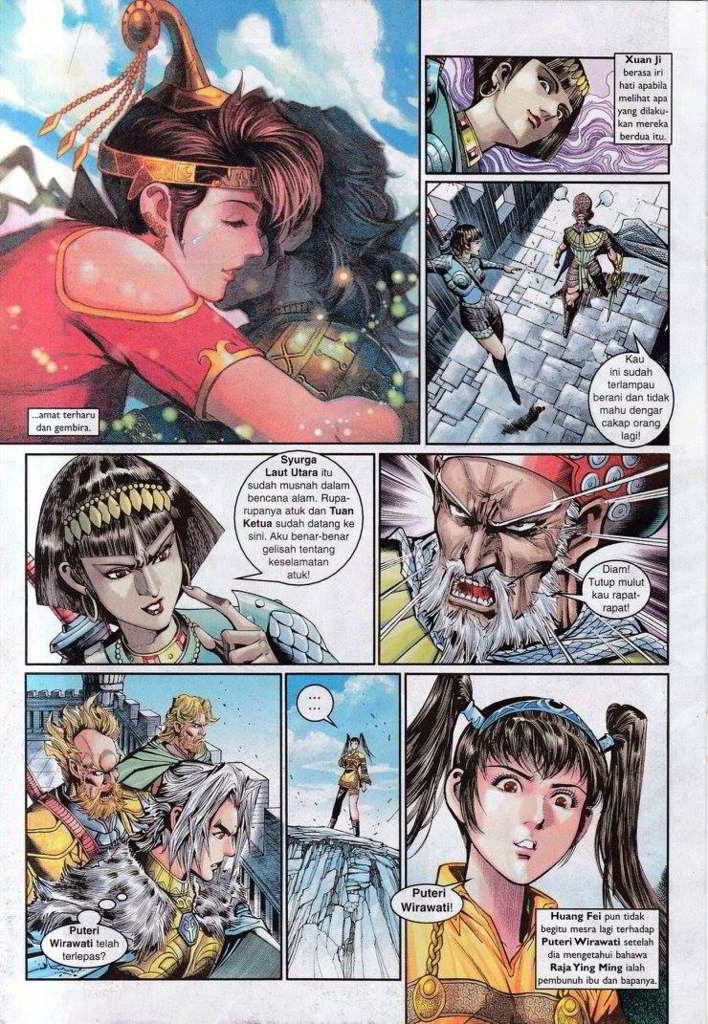 ...amat terharu
dan gembira.
Xuan Ji
berasa iri
hati apabila
melihat apa
yang dilaku-
kan mereka
berdua itu.
Kau
ini sudah
terlampau
berani dan tidak
mahu dengar
cakap orang
lagi!
Syurga
Laut Utara itu
sudah musnah dalam
bencana alam. Rupa-
rupanya atuk dan Tuan
Ketua sudah datang ke
sini. Aku benar-benar
gelisah tentang
keselamatan
atuk!
Diam!
Tutup mulut
kau rapat-
rapat!
Puteri
Wirawati telah
terlepas?
...
...
Puteri
Wirawati!
Huang Fei pun tidak
begitu mesra lagi terhadap
Puteri Wirawati setelah
dia mengetahui bahawa
Raja Ying Ming ialah
pembunuh ibu dan bapanya.